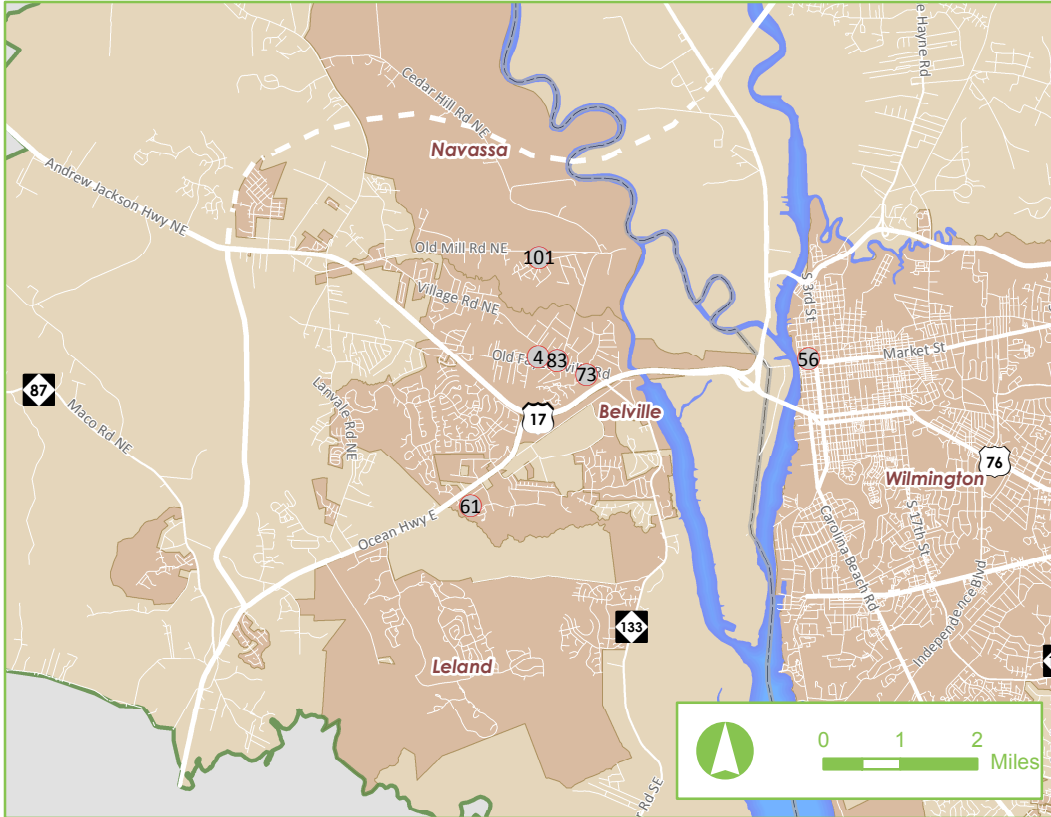 e Hayne Rd
Cedar Hill Rd NE
Navassa
Andrew Jackson Hwy NE
Old Mill Rd NE
101
S 3rd St
Village Rd NE
Market St
56
4
83
73
Rd
87
Lanvale Rd NE
Maco Rd NE
17
Belville
76
Wilmington
S 17th St
61
Ocean Hwy E
Carolina Beach Rd
Independence Blvd
133
Leland
r Rd SE
0 1 2
Miles